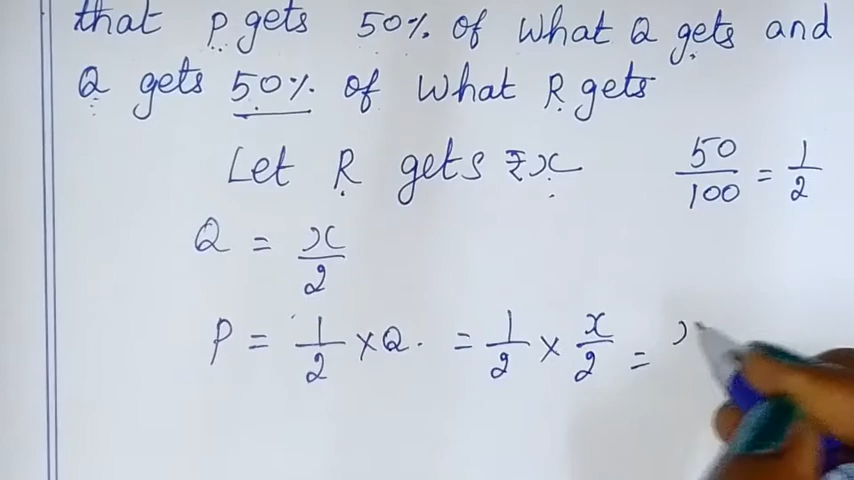 that P gets 50% of what Q gets and
Q gets 50% of what R gets
Let R gets ₹x 50/100 = 1/2
Q = x/2
P = 1/2 × Q. = 1/2 × x/2 =